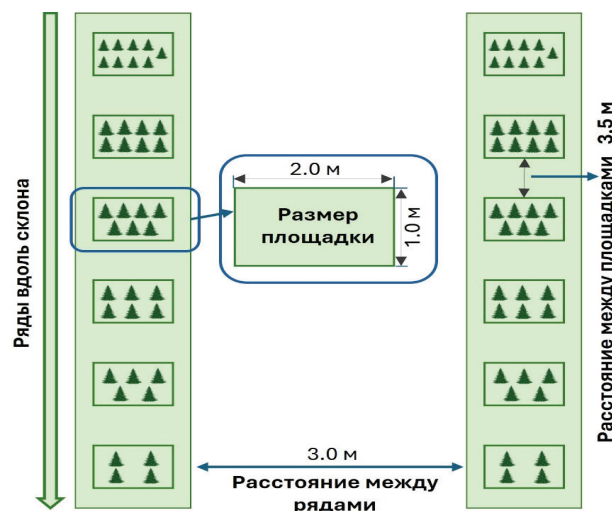 Ряды вдоль склона
2.0 м
Размер
площадки
1.0 м
3.0 м
Расстояние между
рядами
Расстояние между площадками 3.5 м